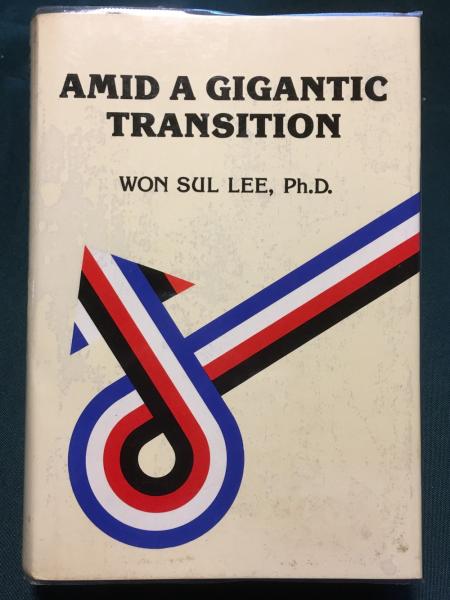 AMID A GIGANTIC
TRANSITION
WON SUL LEE, Ph.D.